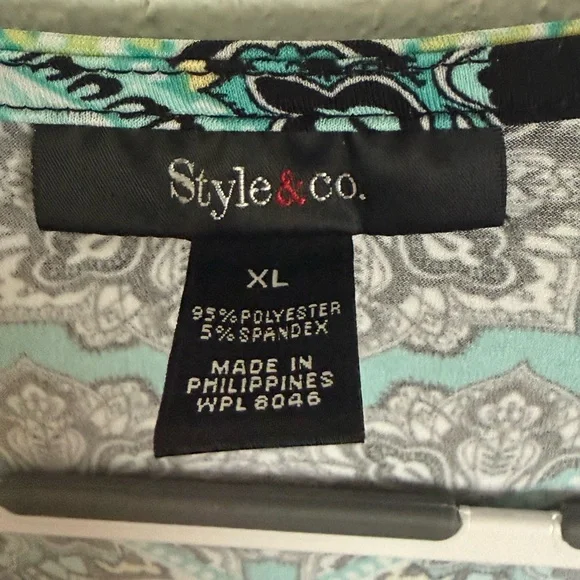 Style&co.
XL
95% POLYESTER
5% SPANDEX
MADE IN
PHILIPPINES
WPL 8046